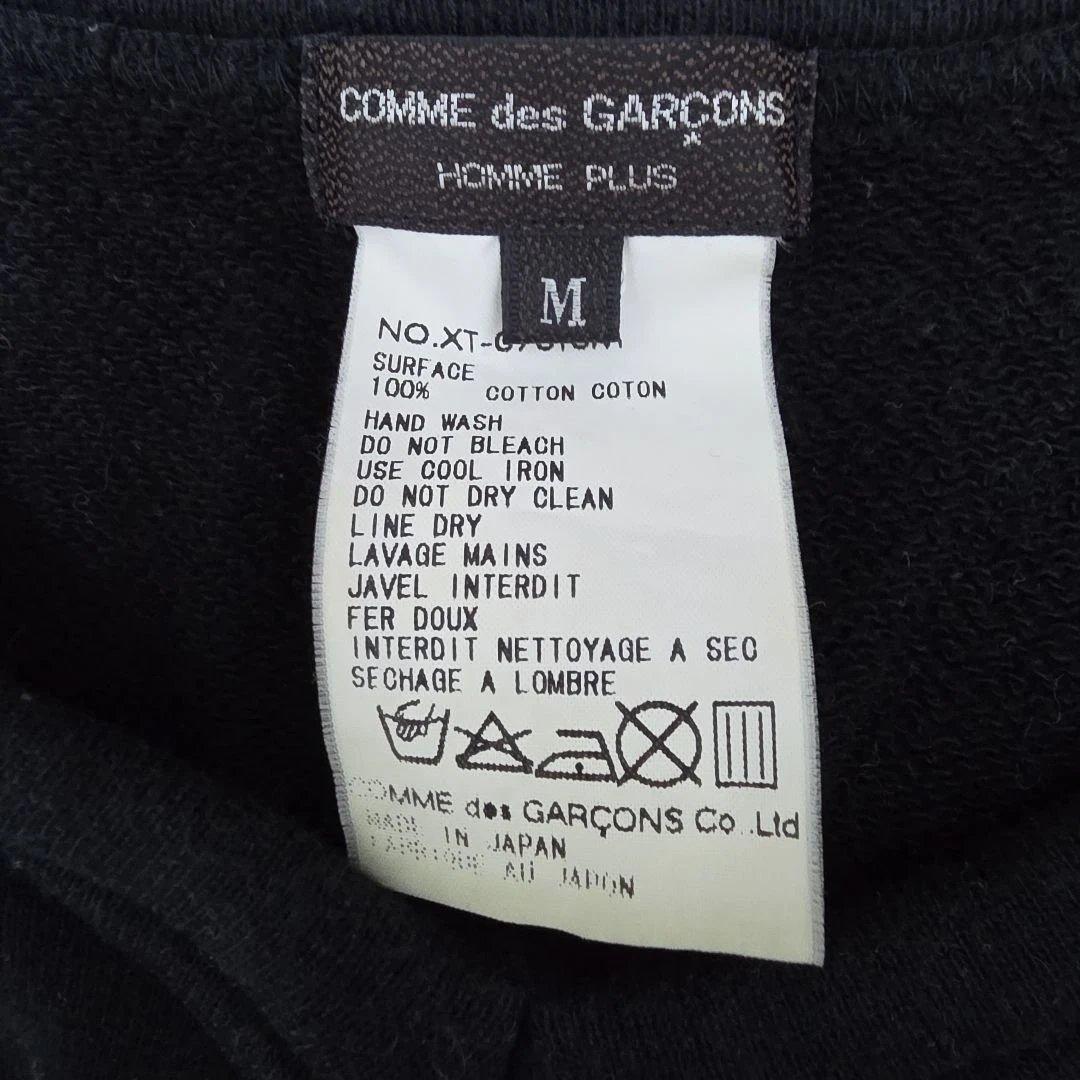 COMME des GARÇONS
HOMME PLUS
M
NO.XT-
SURFACE
100% COTTON COTON
HAND WASH
DO NOT BLEACH
USE COOL IRON
DO NOT DRY CLEAN
LINE DRY
LAVAGE MAINS
JAVEL INTERDIT
FER DOUX
INTERDIT NETTOYAGE A SEC
SECHAGE A LOMBRE
COMME des GARÇONS Co.,Ltd
MADE IN JAPAN
FABRIQUE AU JAPON